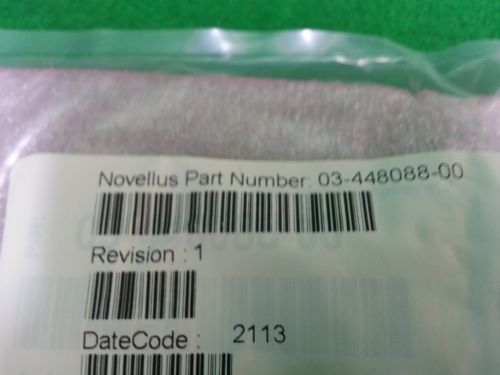 Novellus Part Number: 03-448088-00
Revision : 1
DateCode : 2113